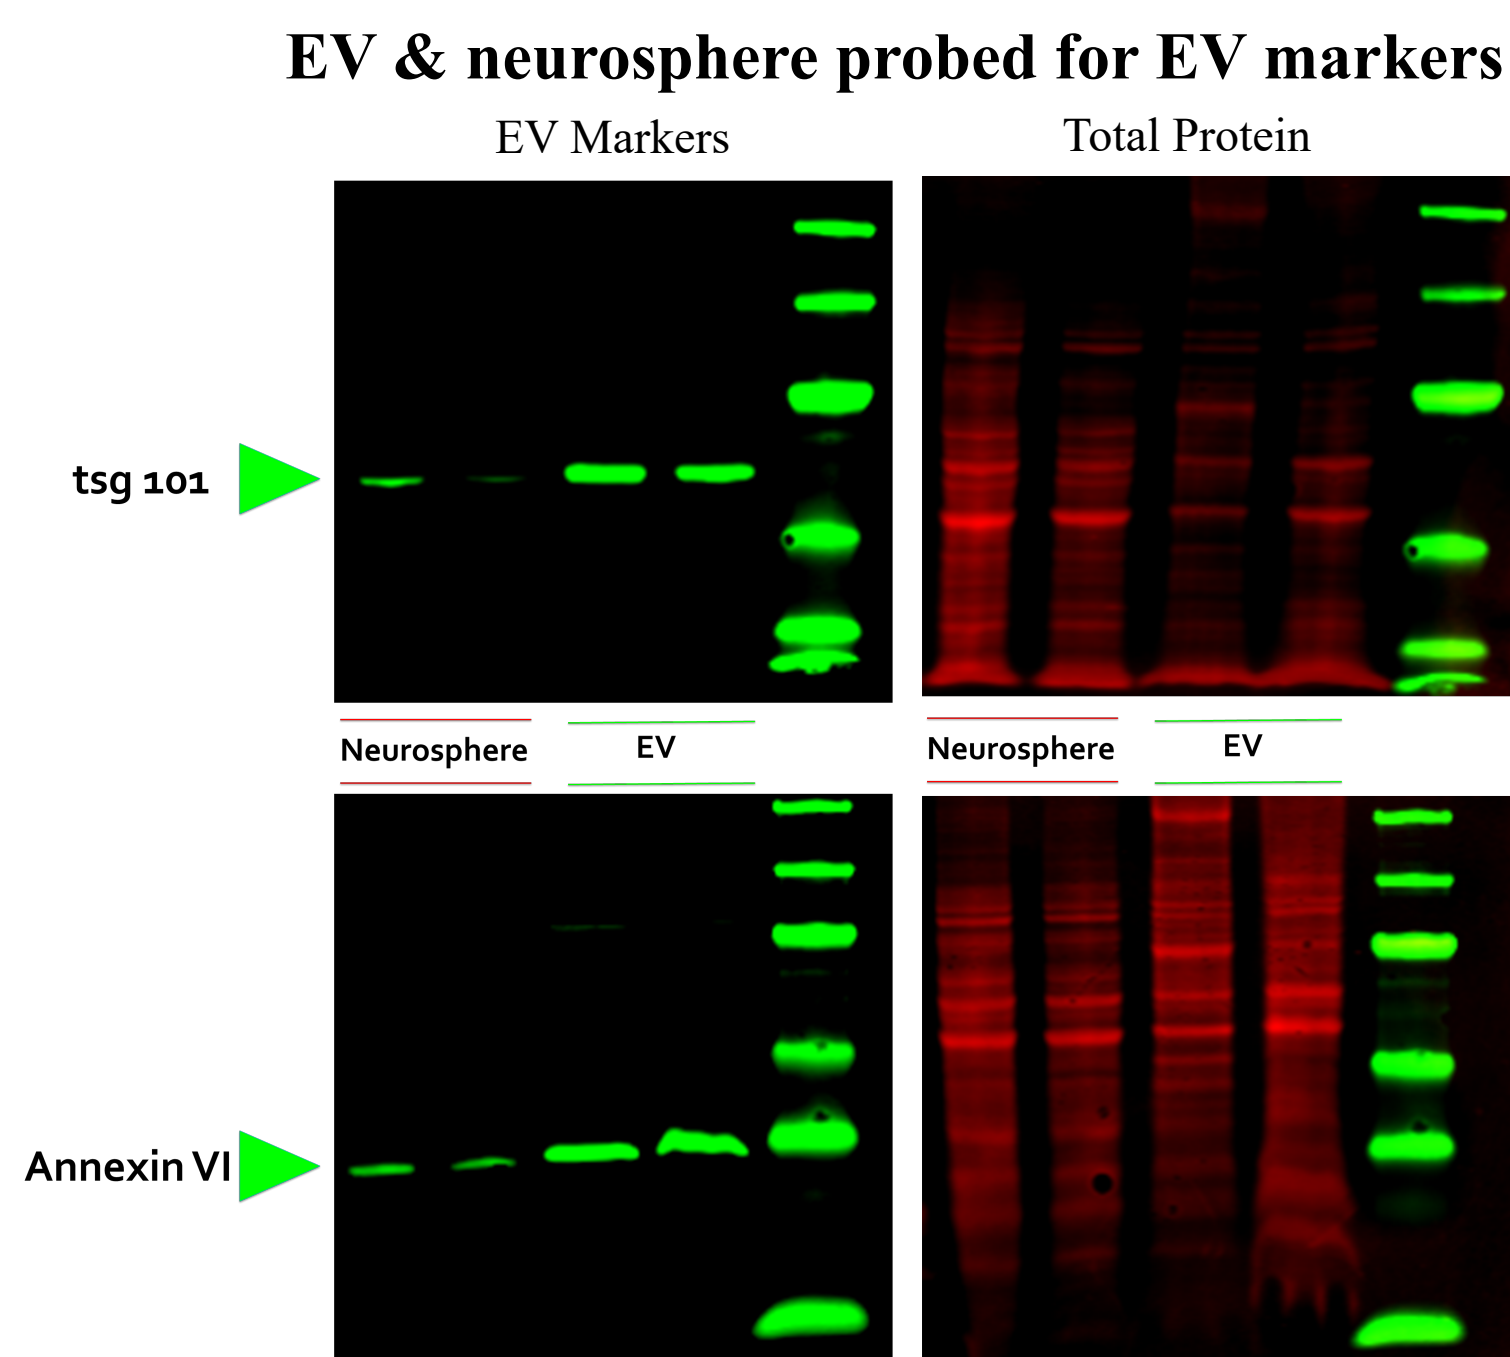 EV & neurosphere probed for EV markers
EV Markers
Total Protein
tsg 101
Neurosphere
EV
Neurosphere
EV
Annexin VI